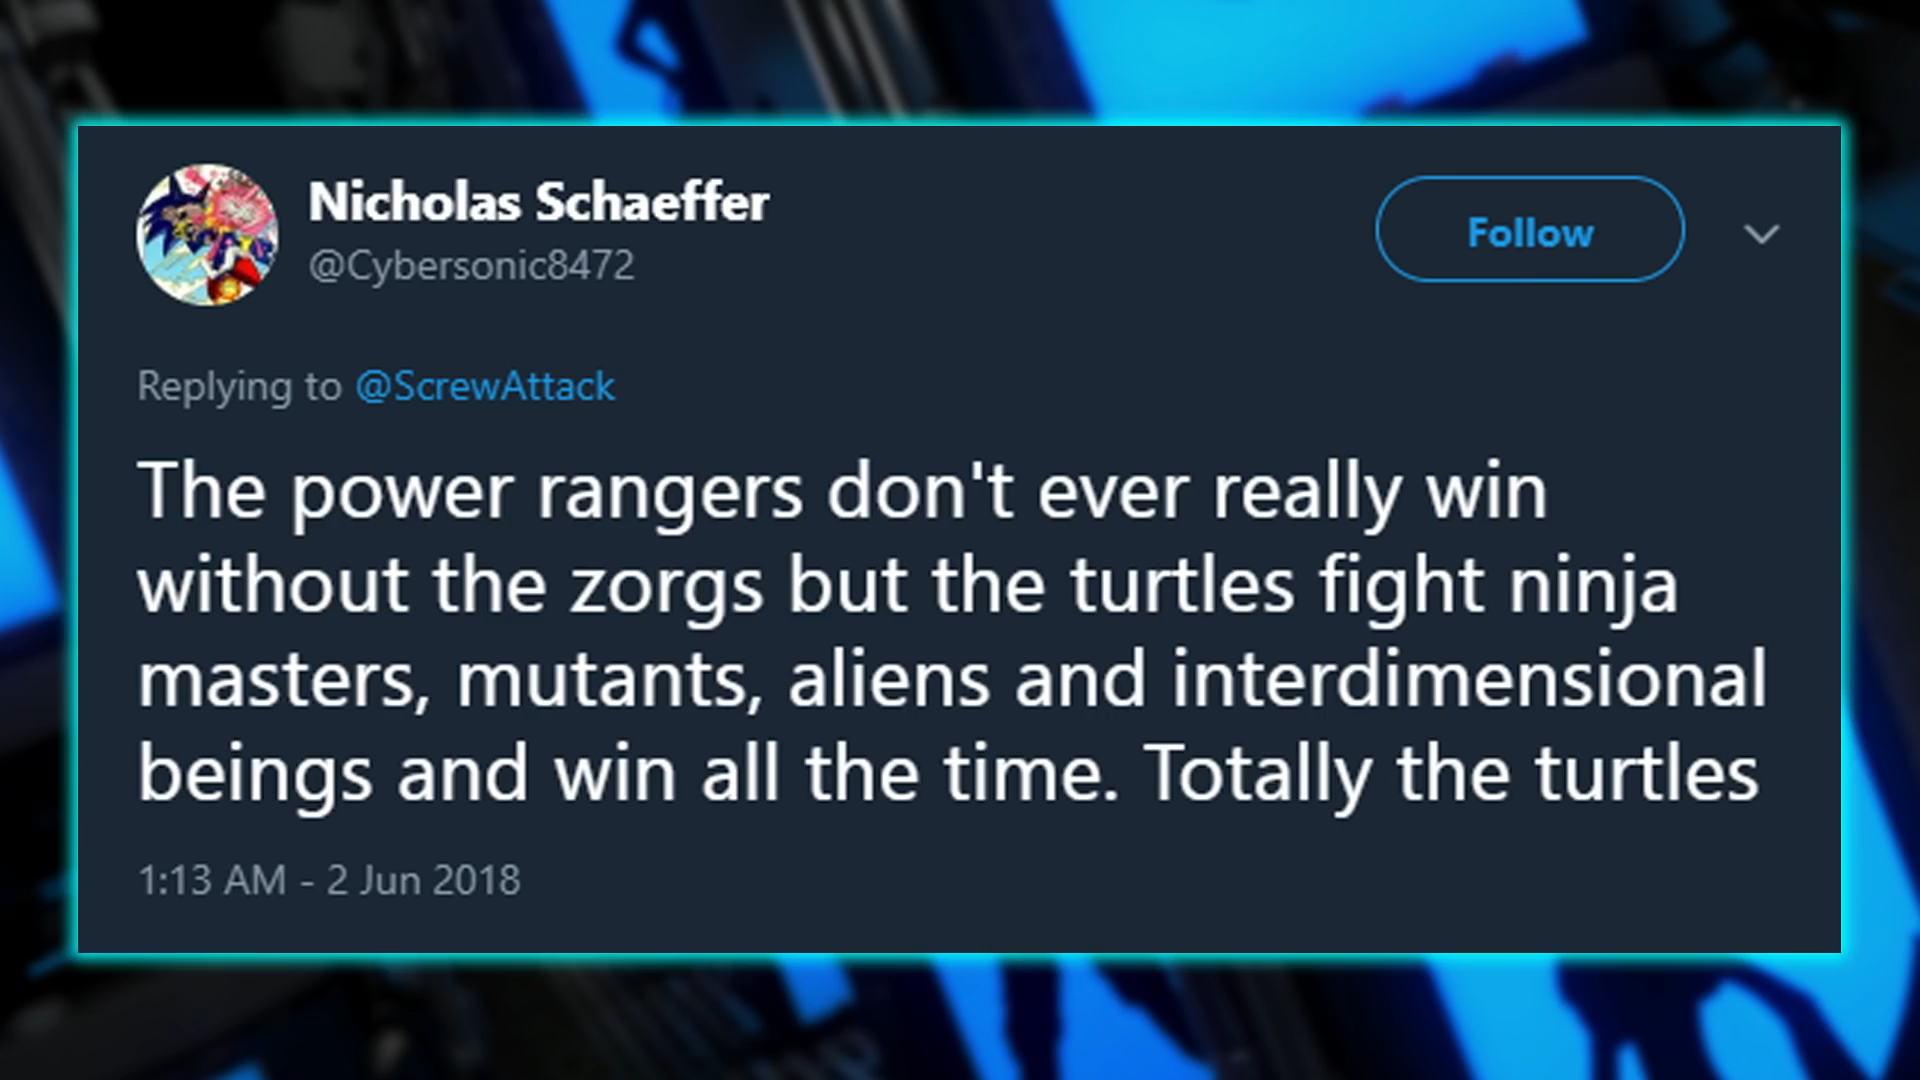 Nicholas Schaeffer
@Cybersonic8472
Follow
Replying to @ScrewAttack
The power rangers don't ever really win
without the zorgs but the turtles fight ninja
masters, mutants, aliens and interdimensional
beings and win all the time. Totally the turtles
1:13 AM - 2 Jun 2018